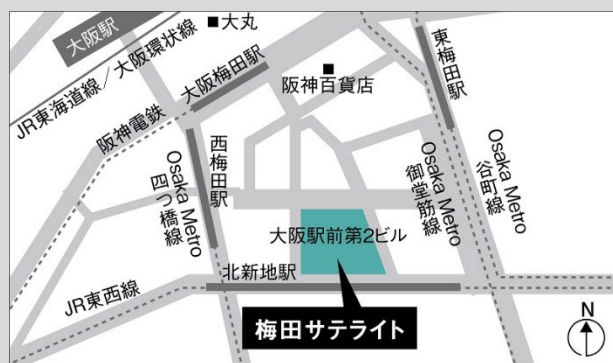 大阪駅
■大丸
JR東海道線／大阪環状線
大阪梅田駅
阪神電鉄
阪神百貨店
東梅田駅
西梅田駅
Osaka Metro
四つ橋線
Osaka Metro
御堂筋線
Osaka Metro
谷町線
大阪駅前第2ビル
北新地駅
JR東西線
梅田サテライト
N